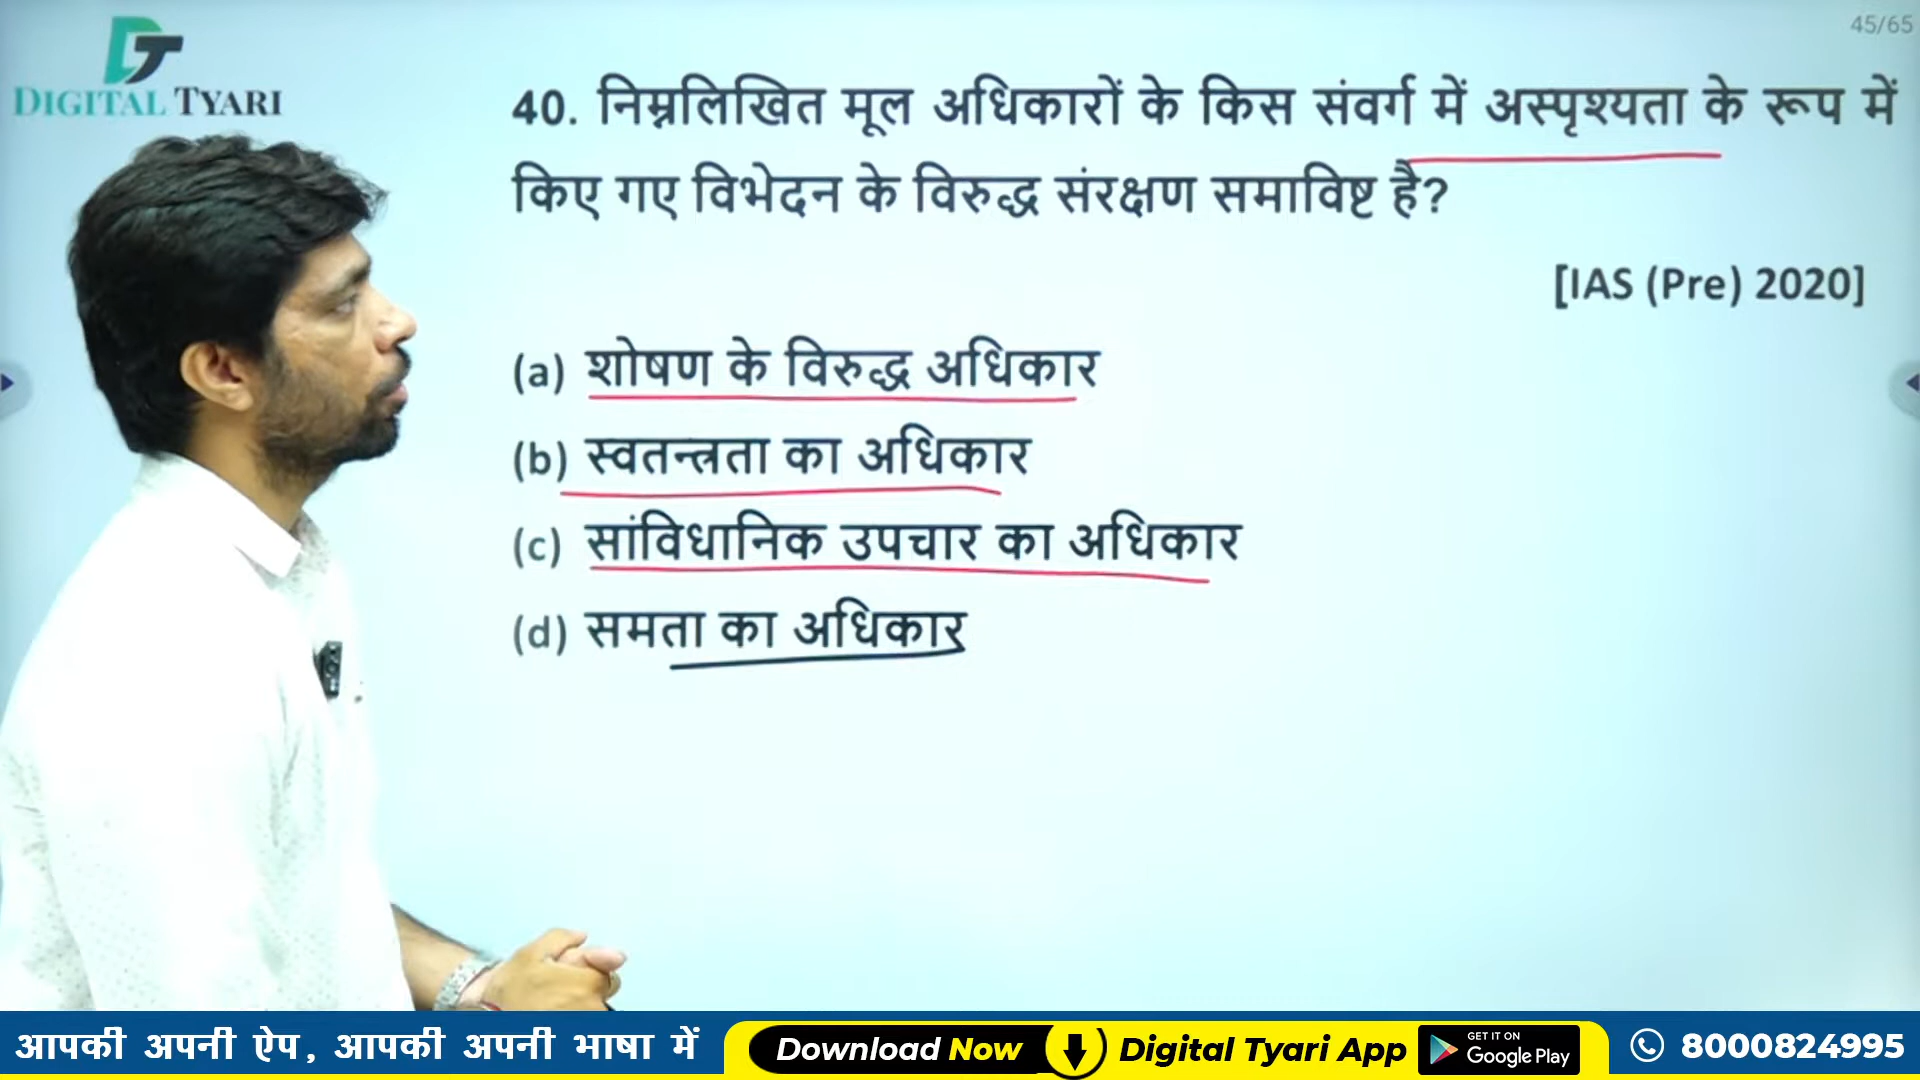 45/65
DIGITAL TYARI
40. निम्नलिखित मूल अधिकारों के किस संवर्ग में अस्पृश्यता के रूप में
किए गए विभेदन के विरुद्ध संरक्षण समाविष्ट है?
[IAS (Pre) 2020]
(a) शोषण के विरुद्ध अधिकार
(b) स्वतन्त्रता का अधिकार
(c) सांविधानिक उपचार का अधिकार
(d) समता का अधिकार
आपकी अपनी ऐप, आपकी अपनी भाषा में
Download Now
Digital Tyari App
GET IT ON
Google Play
8000824995